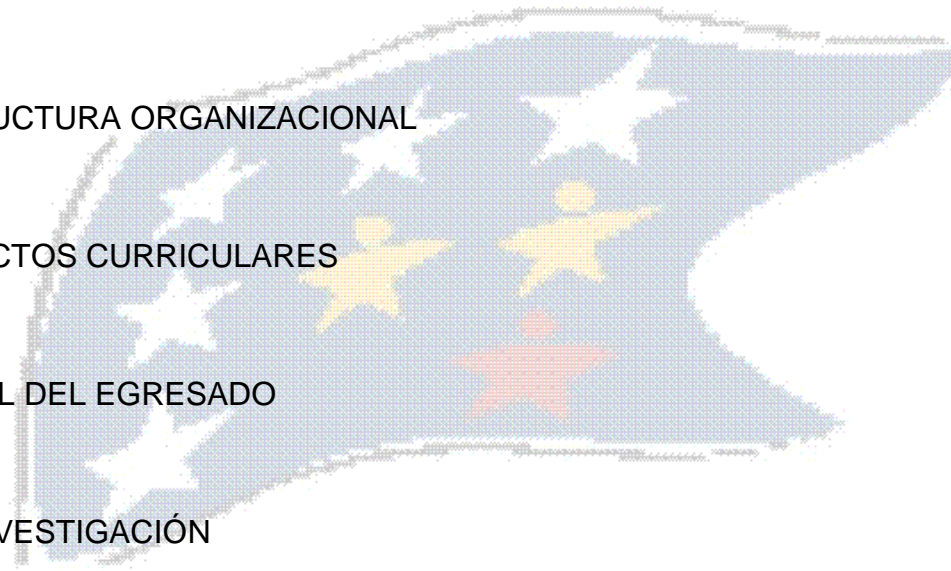 UCTURA ORGANIZACIONAL
CTOS CURRICULARES
L DEL EGRESADO
VESTIGACIÓN